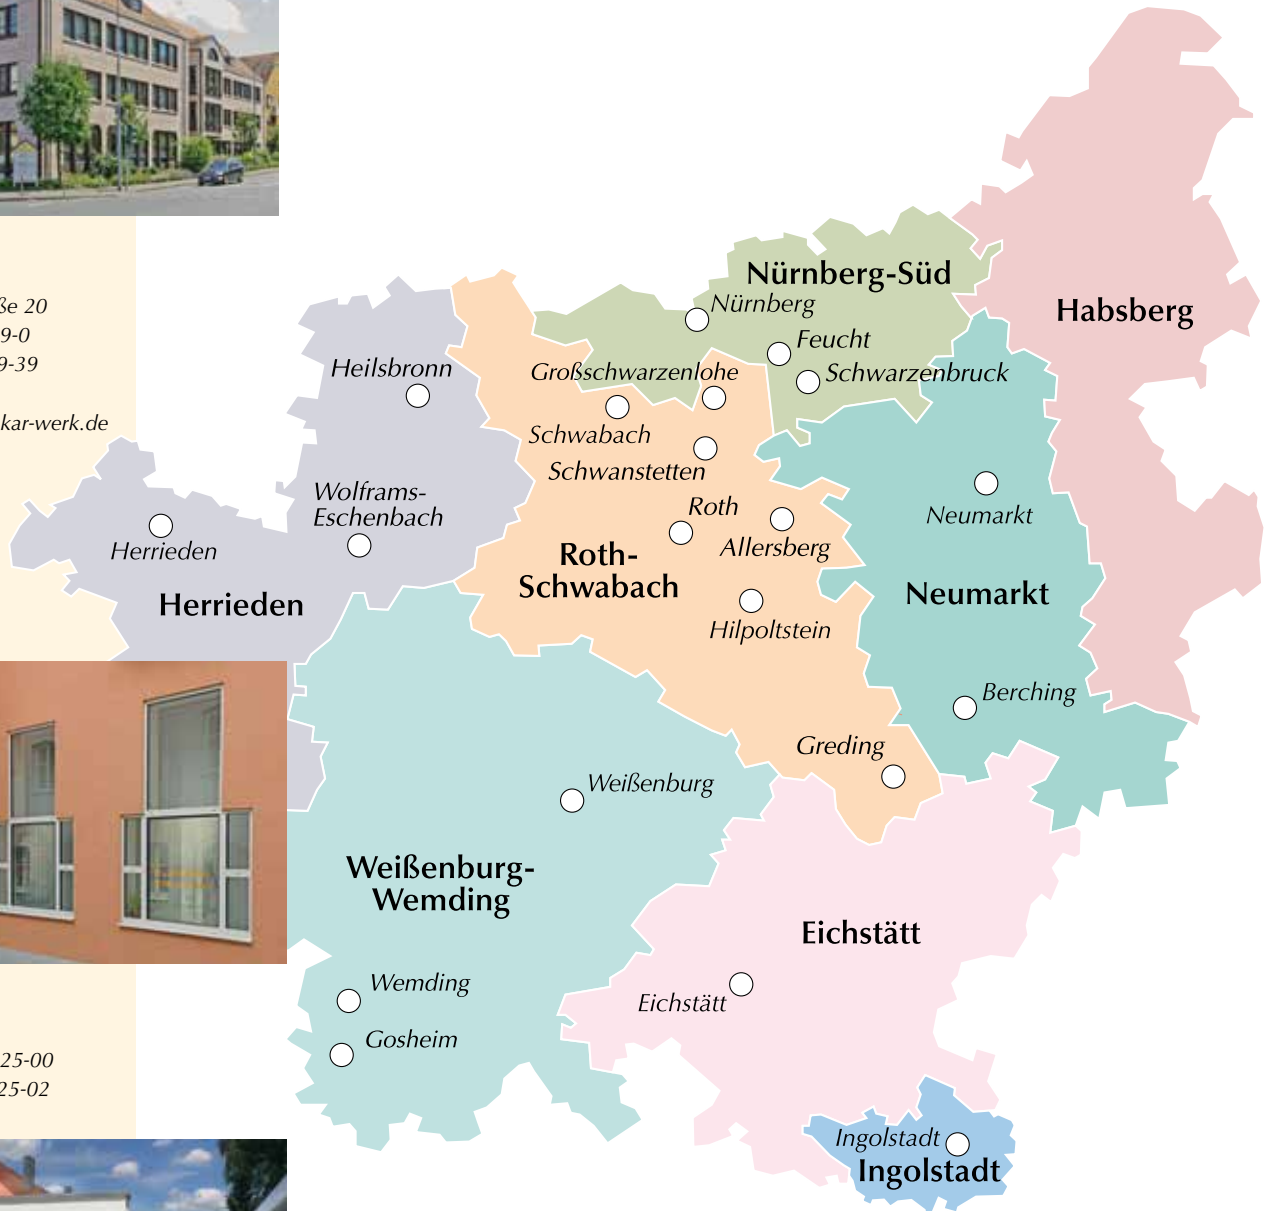 ße 20
9-0
9-39
kar-werk.de
25-00
25-02
Nürnberg-Süd
Nürnberg
Habsberg
Feucht
Heilsbronn
Großschwarzenlohe
Schwarzenbruck
Schwabach
Schwanstetten
Wolframs-
Eschenbach
Roth
Neumarkt
Herrieden
Allersberg
Roth-
Schwabach
Herrieden
Neumarkt
Hilpoltstein
Berching
Greding
Weißenburg
Weißenburg-
Wemding
Eichstätt
Wemding
Eichstätt
Gosheim
Ingolstadt
Ingolstadt